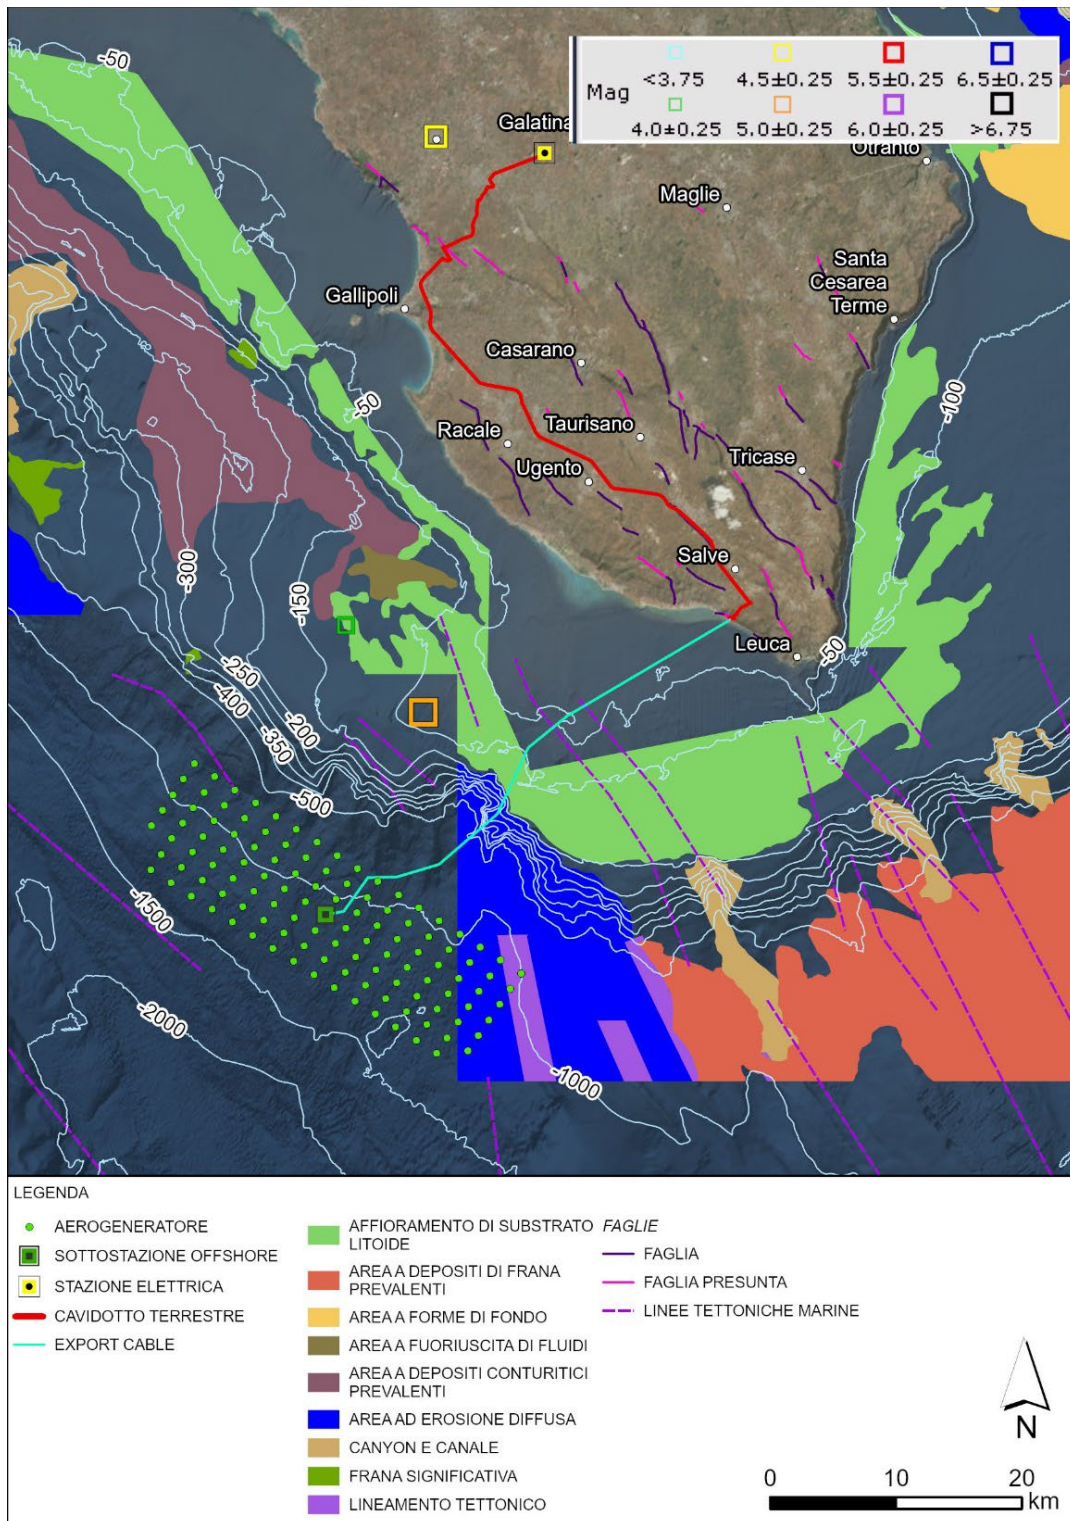 -50
Mag
<3.75
4.5±0.25
5.5±0.25
6.5±0.25
4.0±0.25
5.0±0.25
6.0±0.25
>6.75
Galatina
Otranto
Maglie
Santa
Cesarea
Terme
Gallipoli
Casarano
-50
-100
Racale
Taurisano
Ugento
Tricase
-300
Salve
-150
Leuca
-50
-250
-400
-200
-350
-500
-1500
-2000
-1000
LEGENDA
AEROGENERATORE
SOTTOSTAZIONE OFFSHORE
STAZIONE ELETTRICA
CAVIDOTTO TERRESTRE
EXPORT CABLE
AFFIORAMENTO DI SUBSTRATO
LITOIDE
AREA A DEPOSITI DI FRANA
PREVALENTI
AREA A FORME DI FONDO
AREA A FUORIUSCITA DI FLUIDI
AREA A DEPOSITI CONTURITICI
PREVALENTI
AREA AD EROSIONE DIFFUSA
CANYON E CANALE
FRANA SIGNIFICATIVA
LINEAMENTO TETTONICO
FAGLIE
FAGLIA
FAGLIA PRESUNTA
LINEE TETTONICHE MARINE
N
0 10 20
km